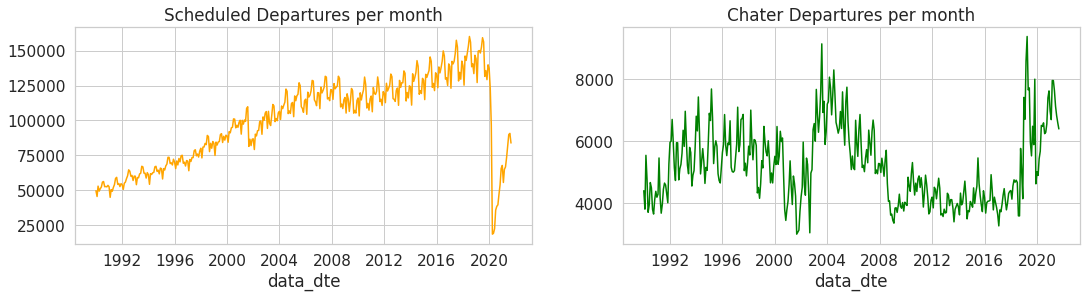 Scheduled Departures per month
150000
125000
100000
75000
50000
25000
1992 1996 2000 2004 2008 2012 2016 2020
data_dte
Chater Departures per month
8000
6000
4000
1992 1996 2000 2004 2008 2012 2016 2020
data_dte